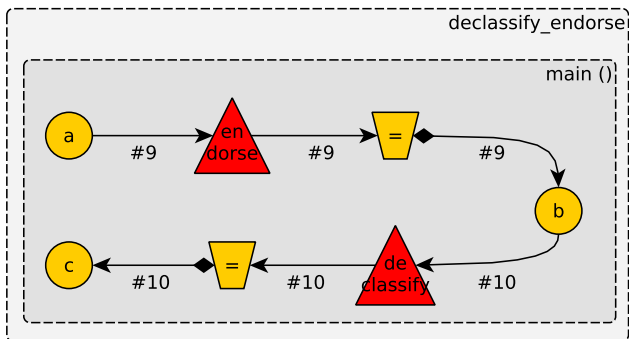 declassify_endorse
main ()
a
en
dorse
=
#9
#9
#9
b
c
=
de
classify
#10
#10
#10